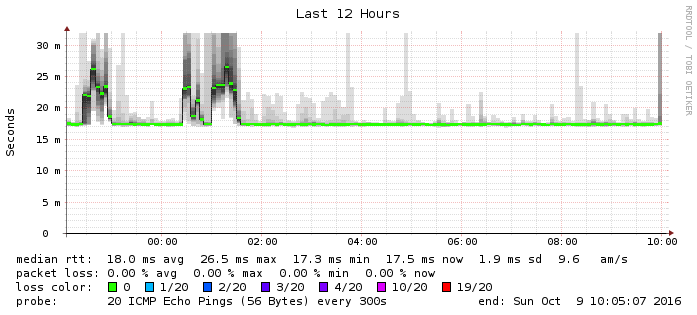 Last 12 Hours
RRDTOOL / TOBI OETIKER
Seconds
30 m
25 m
20 m
15 m
10 m
5 m
0
00:00 02:00 04:00 06:00 08:00 10:00
median rtt: 18.0 ms avg 26.5 ms max 17.3 ms min 17.5 ms now 1.9 ms sd 9.6 am/s
packet loss: 0.00 % avg 0.00 % max 0.00 % min 0.00 % now
loss color: 0 1/20 2/20 3/20 4/20 10/20 19/20
probe: 20 ICMP Echo Pings (56 Bytes) every 300s end: Sun Oct 9 10:05:07 2016